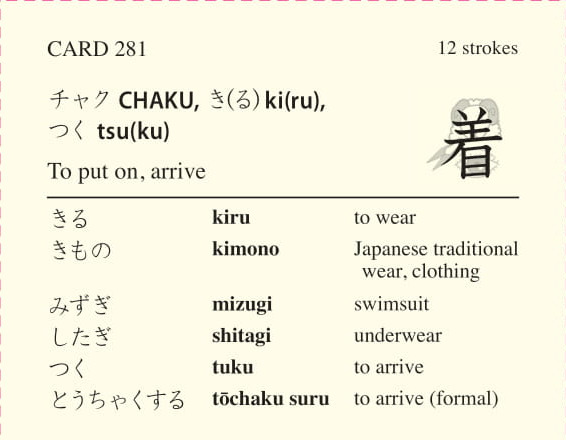 CARD 281 12 strokes
チャク CHAKU, き(る) ki(ru),
つく tsu(ku)
To put on, arrive
着
きる kiru to wear
きもの kimono Japanese traditional
wear, clothing
みずぎ mizugi swimsuit
したぎ shitagi underwear
つく tuku to arrive
とうちゃくする tōchaku suru to arrive (formal)